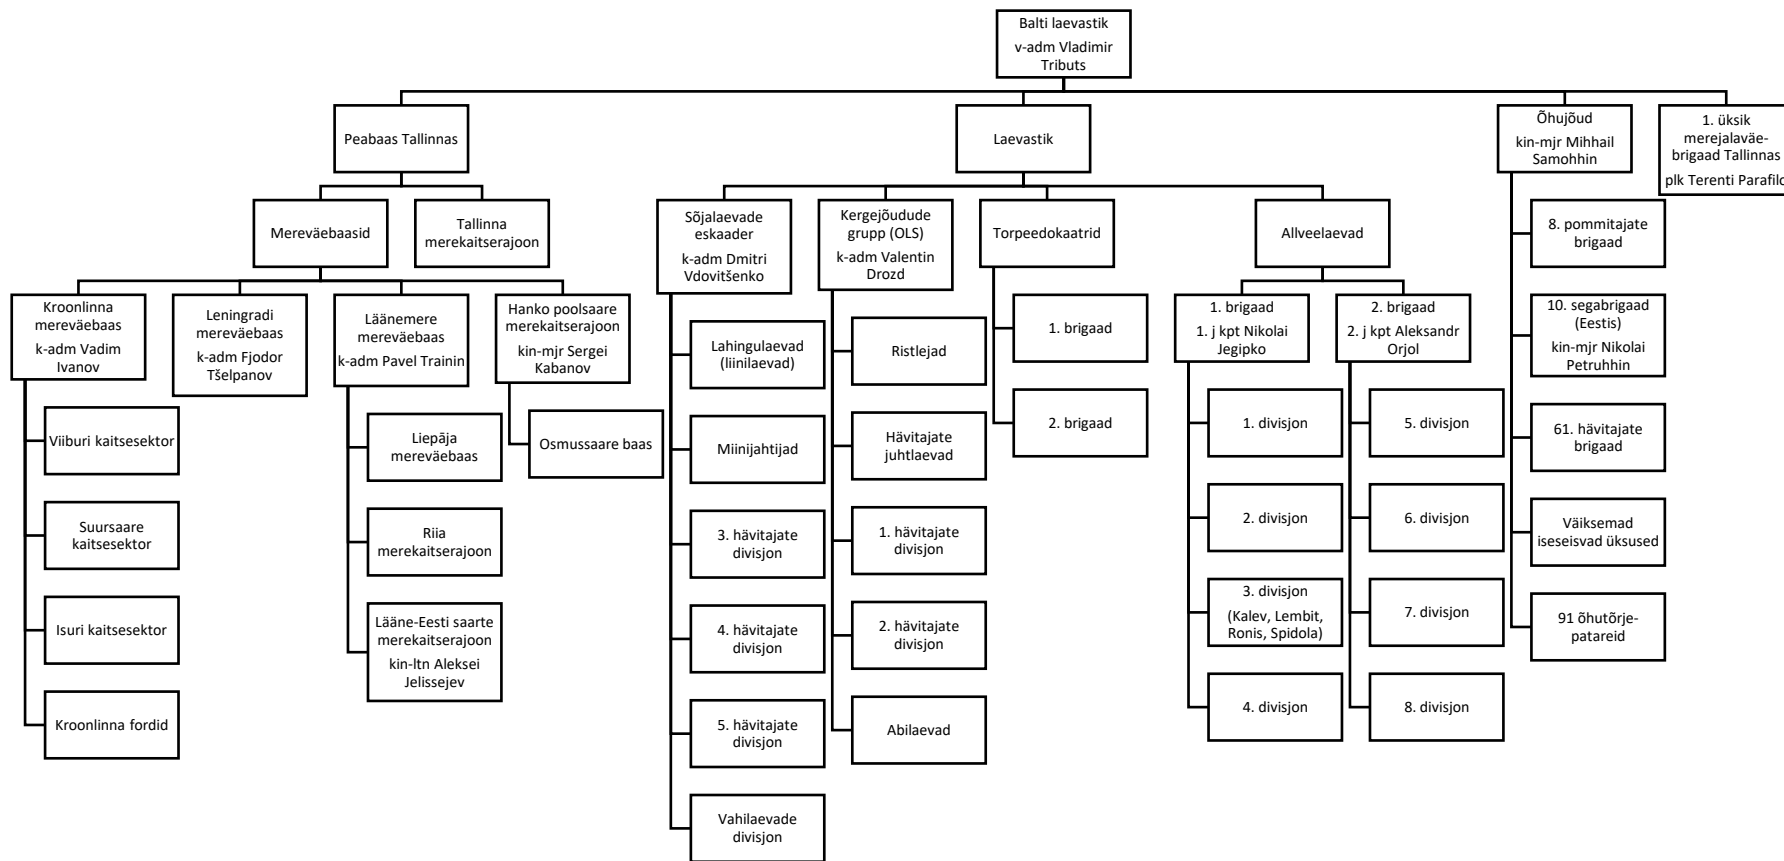 Balti laevastik
v-adm Vladimir
Tributs
Peabaas Tallinnas
Laevastik
Õhujõud
kin-mjr Mihhail
Samohhin
1. üksik
merejalaväe-
brigaad Tallinnas
plk Terenti Parafilo
Mereväebaasid
Tallinna
merekaitserajoon
Sõjalaevade
eskaader
k-adm Dmitri
Vdovitšenko
Kergejõudude
grupp (OLS)
k-adm Valentin
Drozd
Torpeedokaatrid
Allveelaevad
Kroonlinna
mereväebaas
k-adm Vadim
Ivanov
Leningradi
mereväebaas
k-adm Fjodor
Tšelpanov
Läänemere
mereväebaas
k-adm Pavel Trainin
Hanko poolsaare
merekaitserajoon
kin-mjr Sergei
Kabanov
Viiburi kaitsesektor
Suursaare
kaitsesektor
Isuri kaitsesektor
Kroonlinna fordid
Liepāja
mereväebaas
Riia
merekaitserajoon
Lääne-Eesti saarte
merekaitserajoon
kin-ltn Aleksei
Jelissejev
Osmussaare baas
Lahingulaevad
(liinilaevad)
Miinijahtijad
3. hävitajate
divisjon
4. hävitajate
divisjon
5. hävitajate
divisjon
Vahilaevade
divisjon
Ristlejad
Hävitajate
juhtlaevad
1. hävitajate
divisjon
2. hävitajate
divisjon
Abilaevad
1. brigaad
2. brigaad
1. brigaad
1. j kpt Nikolai
Jegipko
2. brigaad
2. j kpt Aleksandr
Orjol
1. divisjon
2. divisjon
3. divisjon
(Kalev, Lembit,
Ronis, Spidola)
4. divisjon
5. divisjon
6. divisjon
7. divisjon
8. divisjon
8. pommitajate
brigaad
10. segabrigaad
(Eestis)
kin-mjr Nikolai
Petruhhin
61. hävitajate
brigaad
Väiksemad
iseseisvad üksused
91 õhutõrje-
patareid